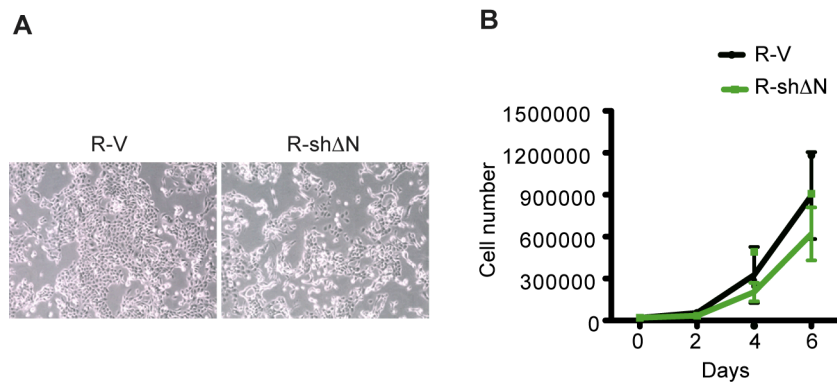 A
R-V
R-shΔN
B
R-V
R-shΔN
1500000
1200000
900000
600000
300000
0
Cell number
0 2 4 6
Days